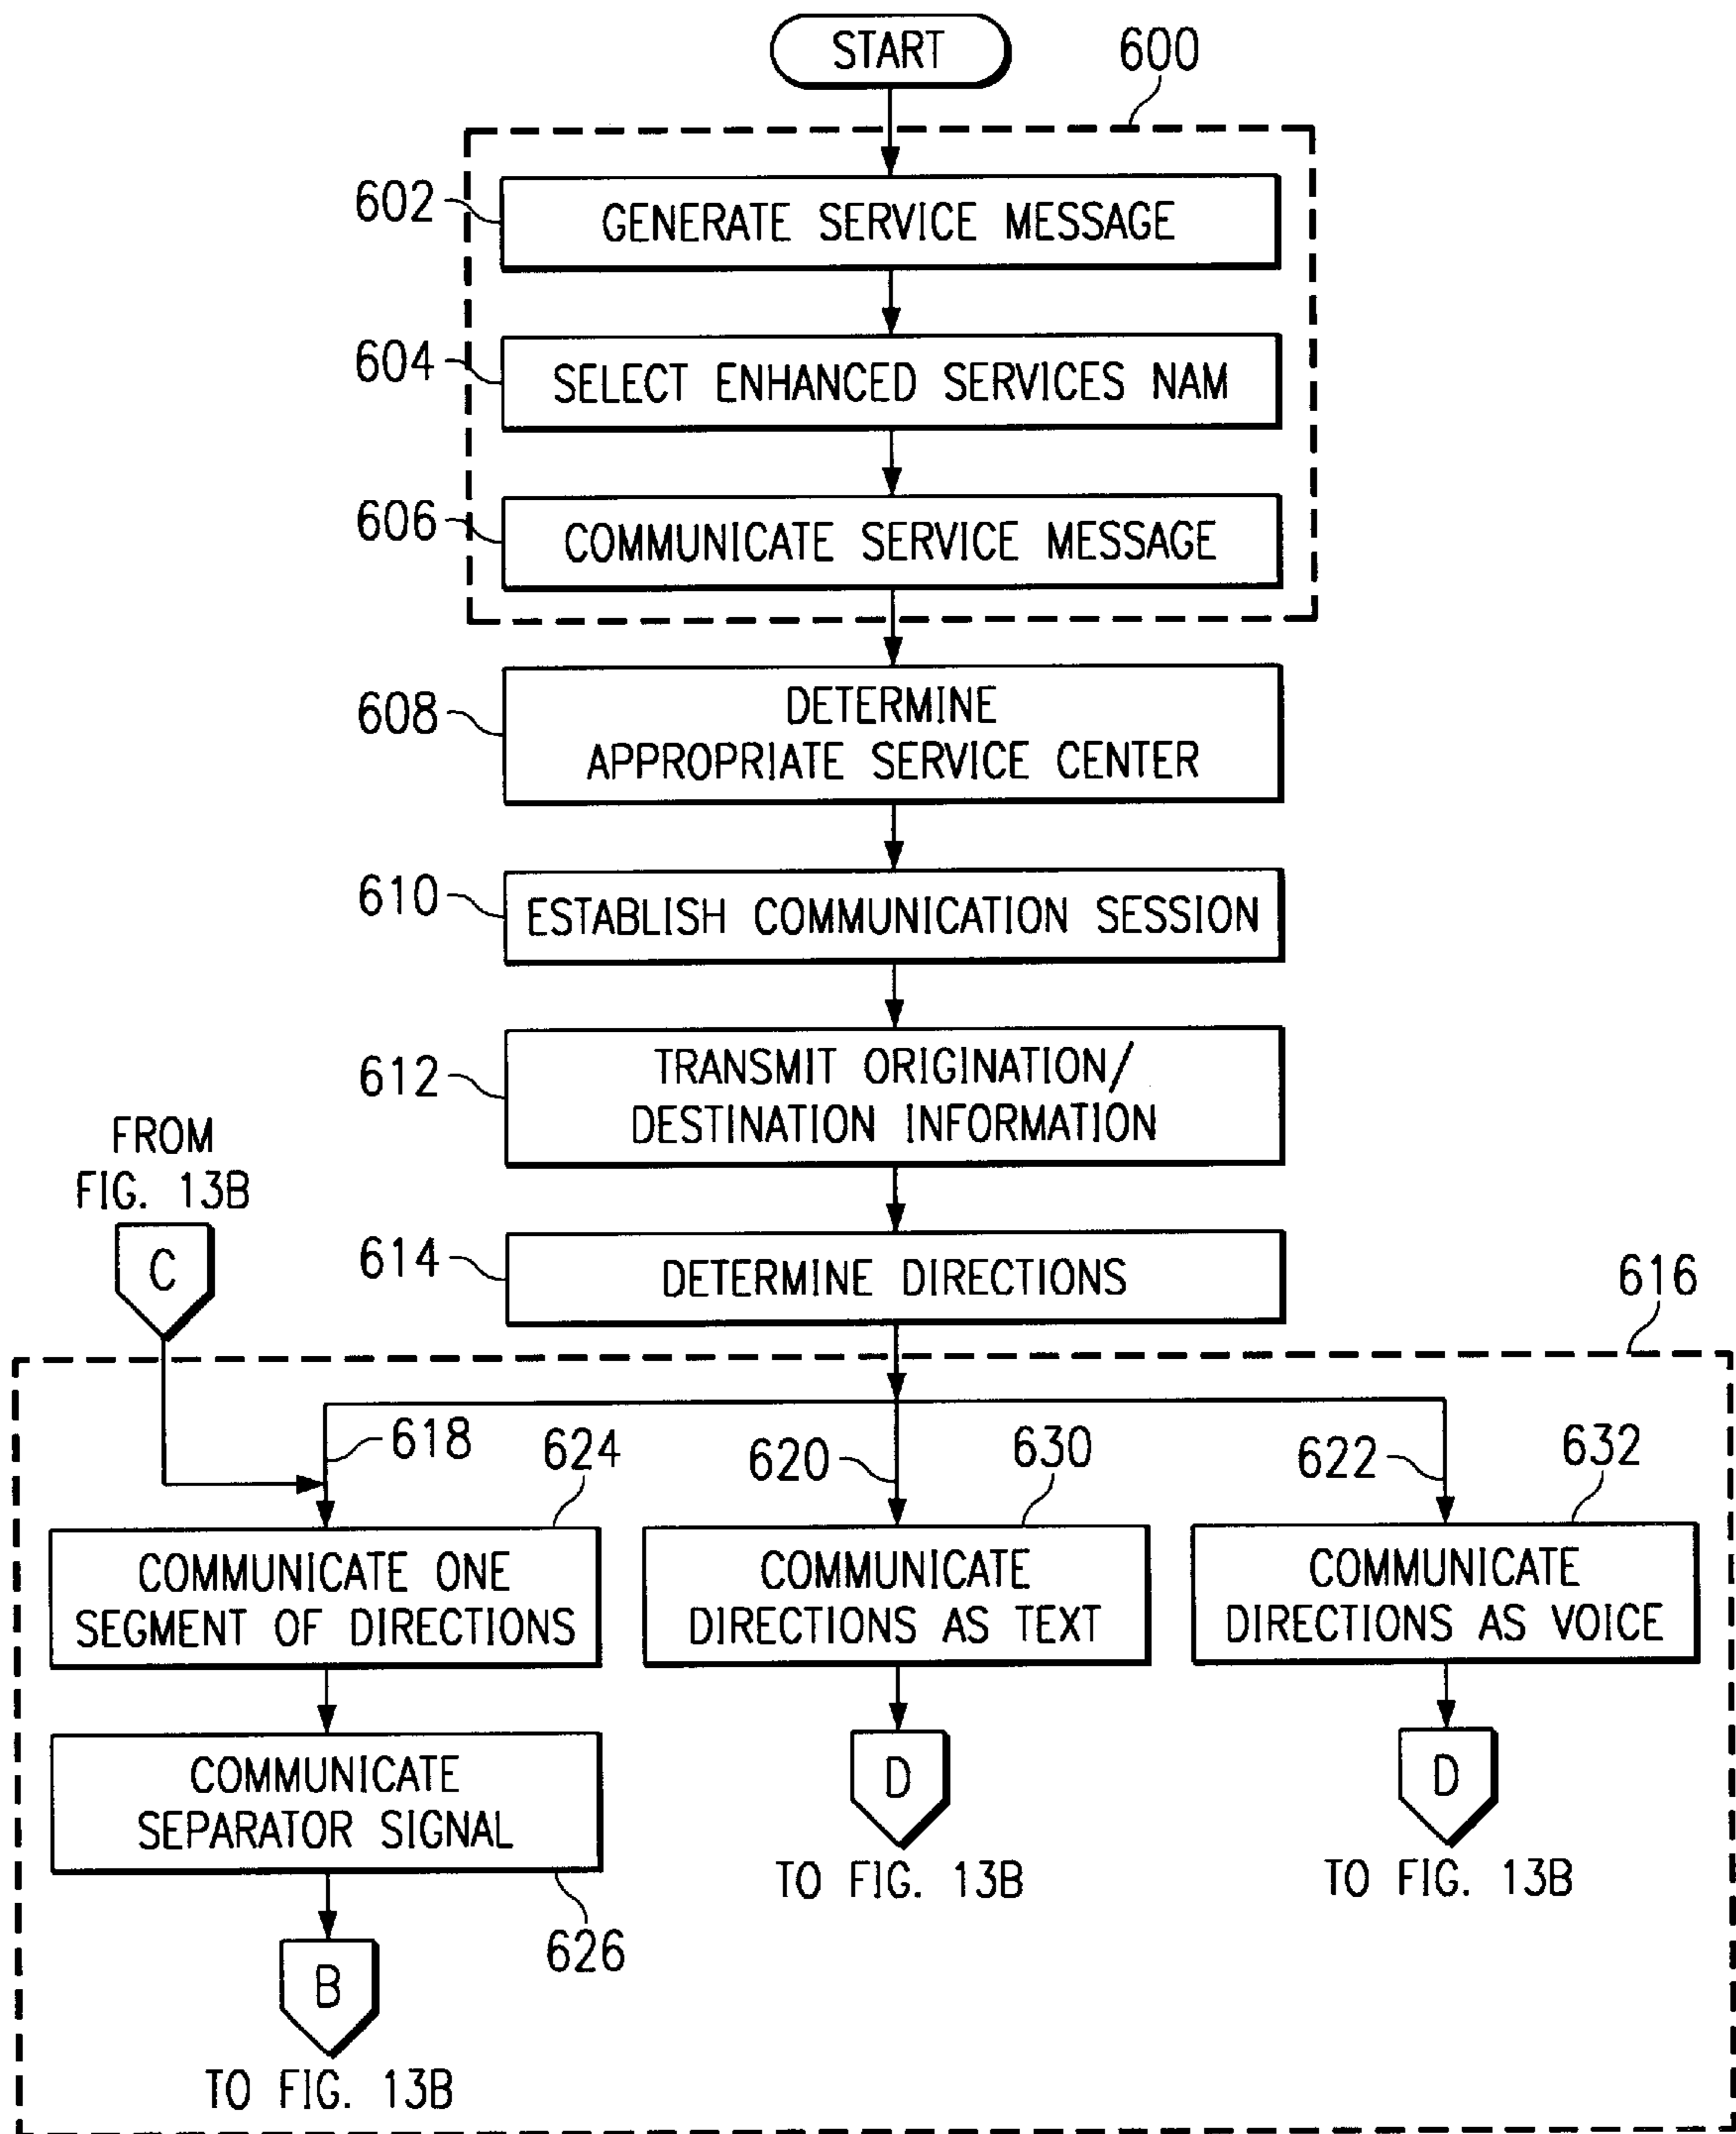 START
600
602
GENERATE SERVICE MESSAGE
604
SELECT ENHANCED SERVICES NAM
606
COMMUNICATE SERVICE MESSAGE
608
DETERMINE
APPROPRIATE SERVICE CENTER
610
ESTABLISH COMMUNICATION SESSION
612
TRANSMIT ORIGINATION/
DESTINATION INFORMATION
FROM
FIG. 13B
C
614
DETERMINE DIRECTIONS
616
618
624
620
630
622
632
COMMUNICATE ONE
SEGMENT OF DIRECTIONS
COMMUNICATE
DIRECTIONS AS TEXT
COMMUNICATE
DIRECTIONS AS VOICE
COMMUNICATE
SEPARATOR SIGNAL
626
D
TO FIG. 13B
D
TO FIG. 13B
B
TO FIG. 13B